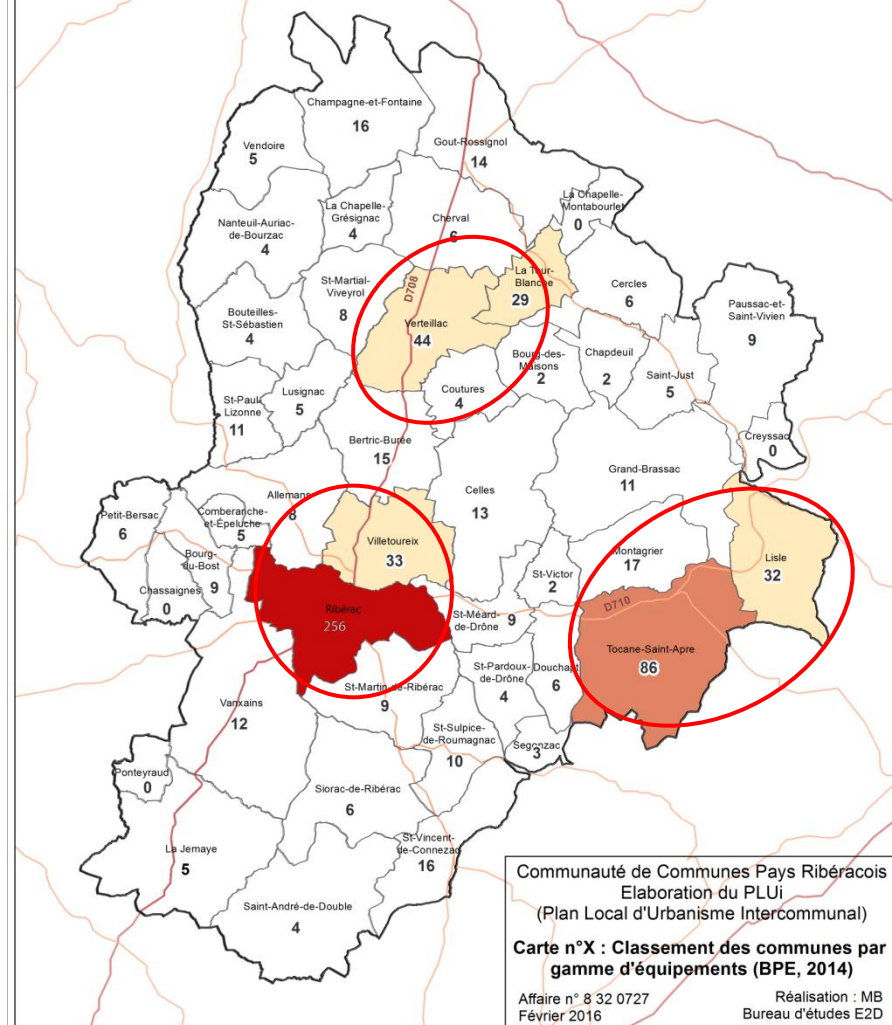 Champagne-et-Fontaine
16
Gout-Rossignol
14
Vendoire
5
La Chapelle-
Montabourlet
0
La Chapelle-
Grésignac
4
Cherval
6
Nanteuil-Auriac-
de-Bourzac
4
La Tour-
Blanche
29
Cercles
6
St-Martial-
Viveyrol
8
D708
Paussac-et-
Saint-Vivien
9
Bouteilles-
St-Sébastien
4
Verteillac
44
Bourg-des-
Maisons
2
Chapdeuil
2
Saint-Just
5
Coutures
4
Lusignac
5
St-Paul-
Lizonne
11
Creyssac
0
Bertric-Burée
15
Grand-Brassac
11
Celles
13
Allemans
8
Petit-Bersac
6
Comberanche-
et-Épeluche
5
Villetoureix
33
Montagrier
17
Lisle
32
Bourg-
du-Bost
9
St-Victor
2
Chassaignes
0
D710
Ribérac
256
St-Méard-
de-Drône
9
Tocane-Saint-Apre
86
St-Pardoux-
de-Drône
4
Douchapt
6
St-Martin-de-Ribérac
9
Vanxains
12
St-Sulpice-
de-Roumagnac
10
Segonzac
3
Ponteyraud
0
Siorac-de-Ribérac
6
St-Vincent-
de-Connezac
16
La Jemaye
5
Saint-André-de-Double
4
Communauté de Communes Pays Ribéracois
Elaboration du PLUi
(Plan Local d'Urbanisme Intercommunal)
Carte n°X : Classement des communes par
gamme d'équipements (BPE, 2014)
Affaire n° 8 32 0727
Février 2016
Réalisation : MB
Bureau d'études E2D